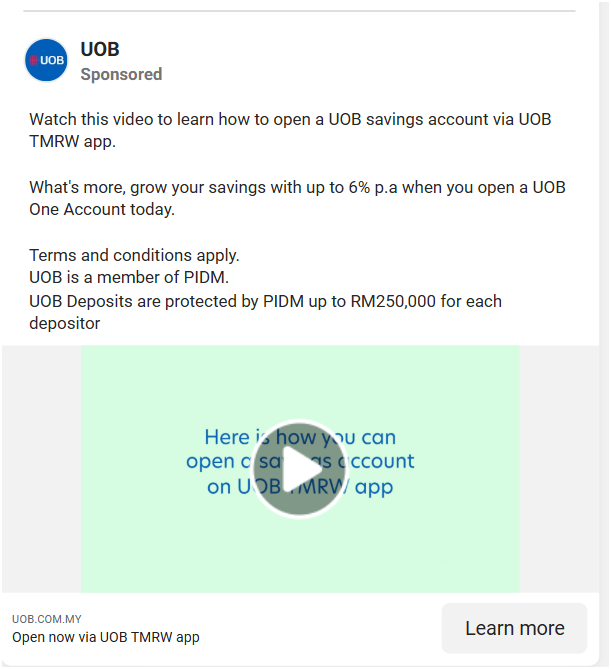 UOB
UOB
Sponsored
Watch this video to learn how to open a UOB savings account via UOB
TMRW app.
What's more, grow your savings with up to 6% p.a when you open a UOB
One Account today.
Terms and conditions apply.
UOB is a member of PIDM.
UOB Deposits are protected by PIDM up to RM250,000 for each
depositor
Here is how you can
open a savings account
on UOB TMRW app
UOB.COM.MY
Open now via UOB TMRW app
Learn more